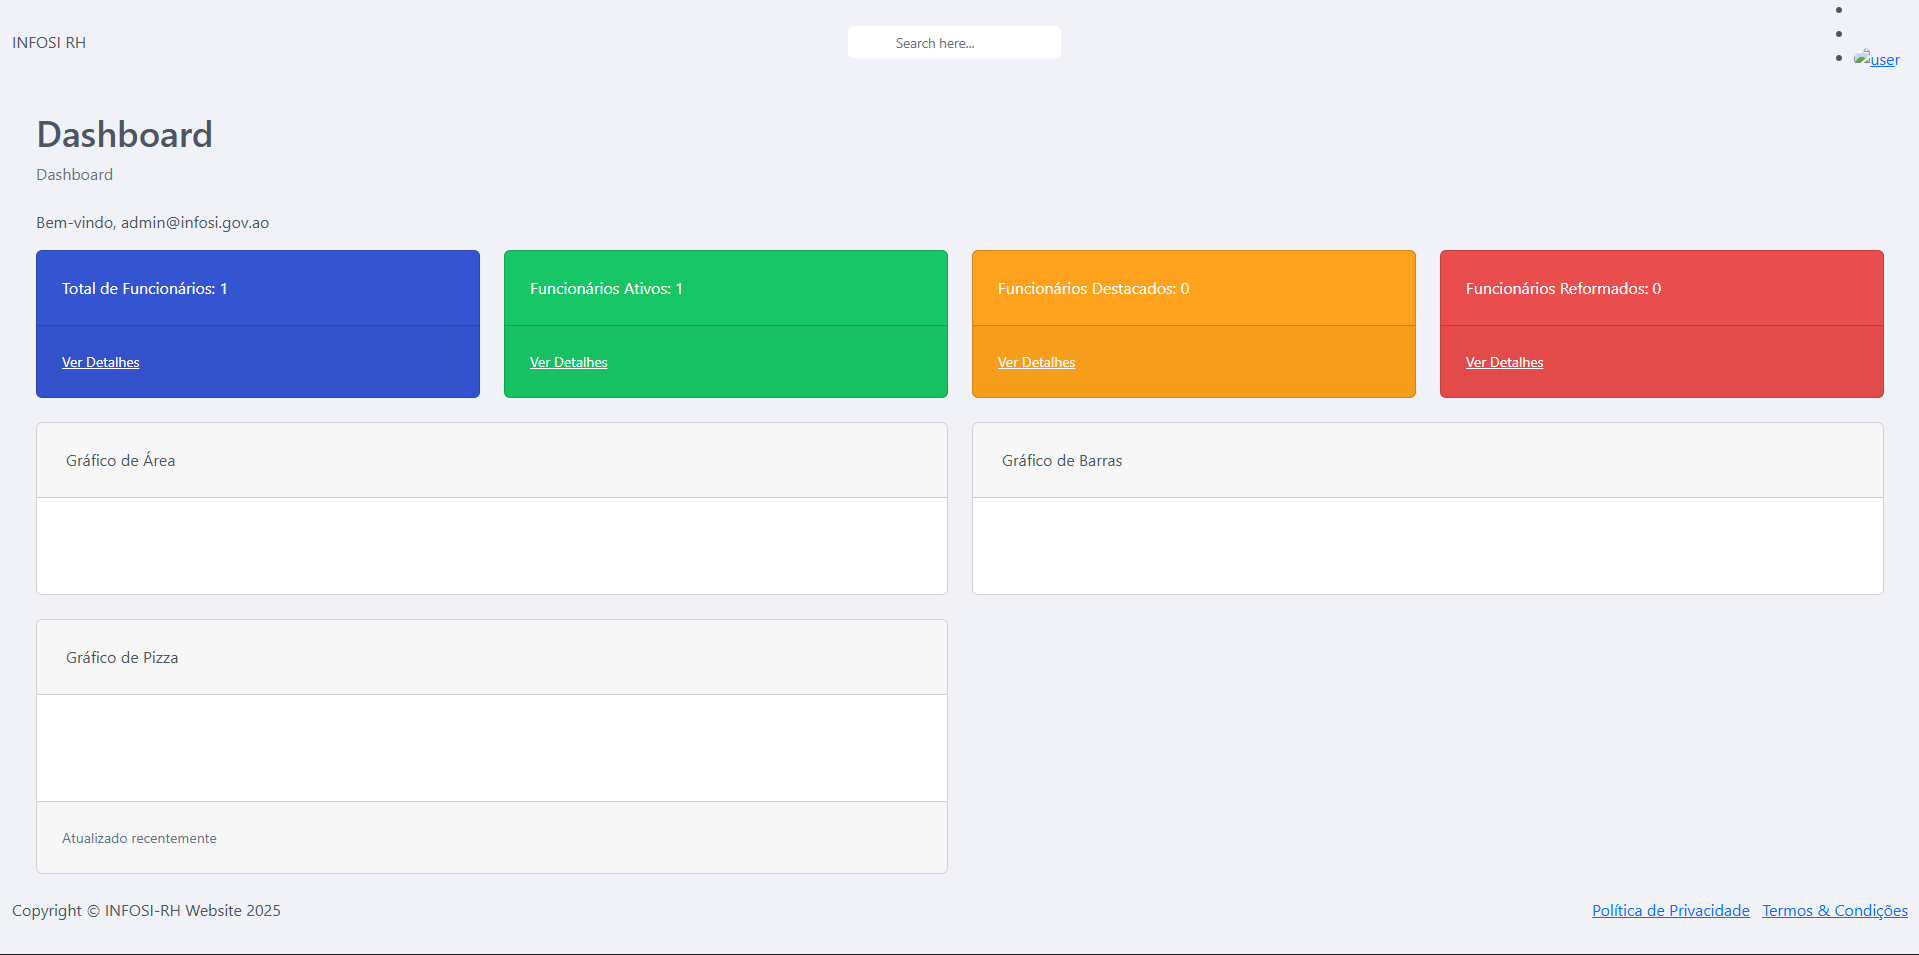 INFOSI RH
Search here...
user
Dashboard
Dashboard
Bem-vindo, admin@infosi.gov.ao
Total de Funcionários: 1
Ver Detalhes
Funcionários Ativos: 1
Ver Detalhes
Funcionários Destacados: 0
Ver Detalhes
Funcionários Reformados: 0
Ver Detalhes
Gráfico de Área
Gráfico de Barras
Gráfico de Pizza
Atualizado recentemente
Copyright © INFOSI-RH Website 2025
Política de Privacidade Termos & Condições